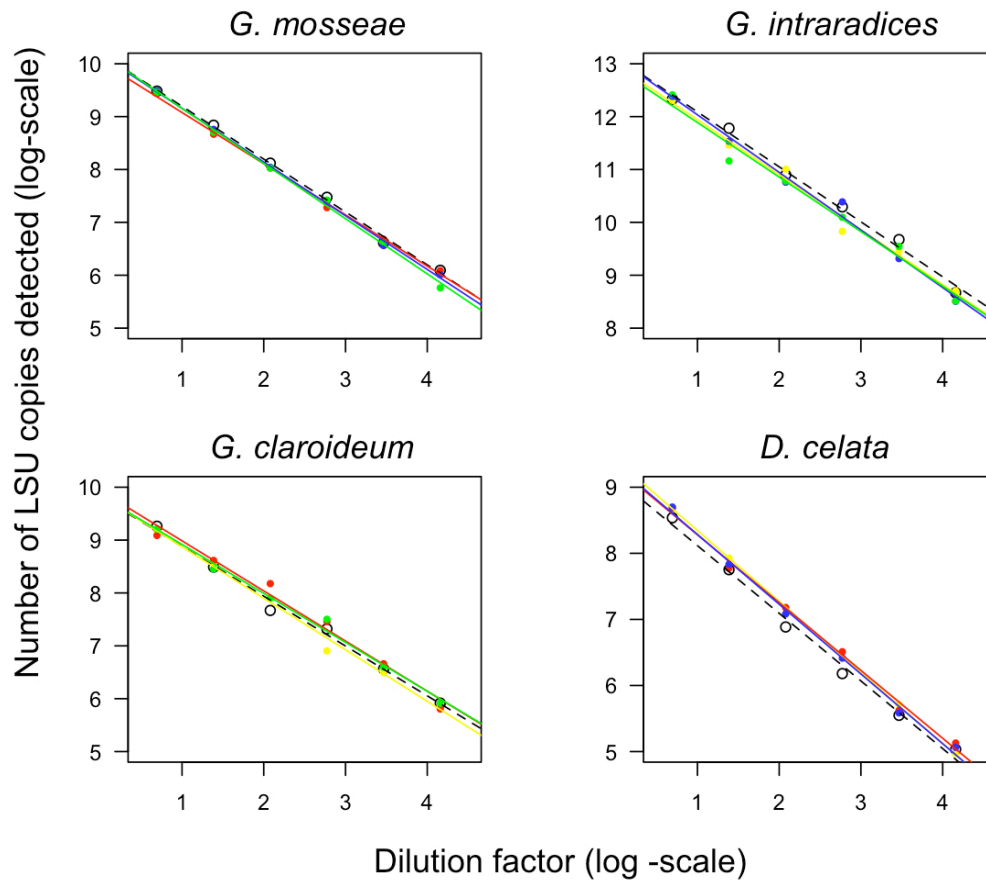 G. mosseae
G. intraradices
10
9
8
7
6
5
1 2 3 4
13
12
11
10
9
8
1 2 3 4
G. claroideum
D. celata
10
9
8
7
6
5
1 2 3 4
9
8
7
6
5
1 2 3 4
Number of LSU copies detected (log-scale)
Dilution factor (log -scale)